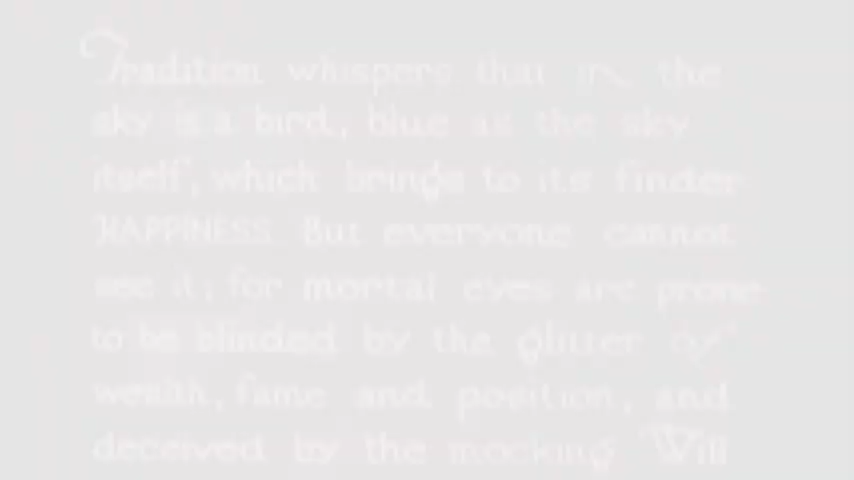 Tradition whispers that in the
sky is a bird, blue as the sky
itself, which brings to its finder
HAPPINESS. But everyone cannot
see it; for mortal eyes are prone
to be blinded by the glitter of
wealth, fame and position, and
deceived by the mocking Will